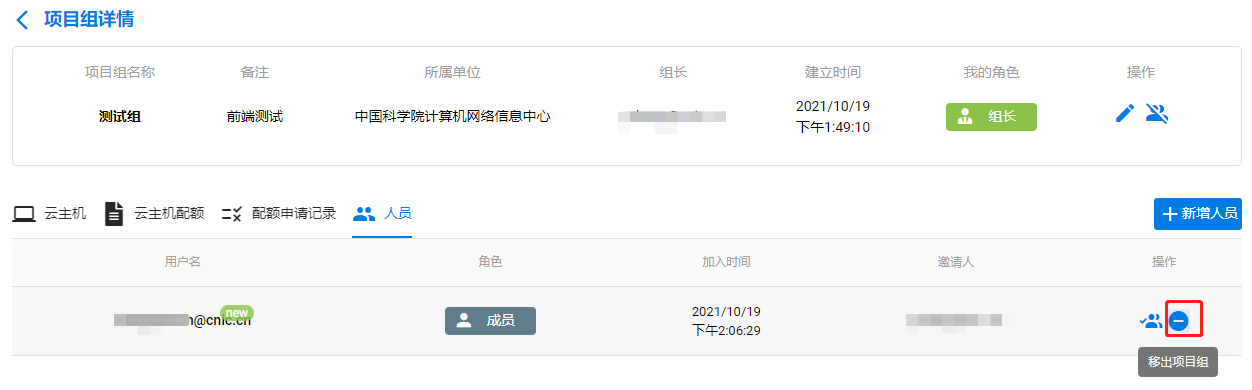 项目组详情
项目组名称 备注 所属单位 组长 建立时间 我的角色 操作
测试组 前端测试 中国科学院计算机网络信息中心 2021/10/19 组长
下午1:49:10
云主机 云主机配额 配额申请记录 人员 新增人员
用户名 角色 加入时间 邀请人 操作
new
@cnic.cn 成员 2021/10/19
下午2:06:29
移出项目组